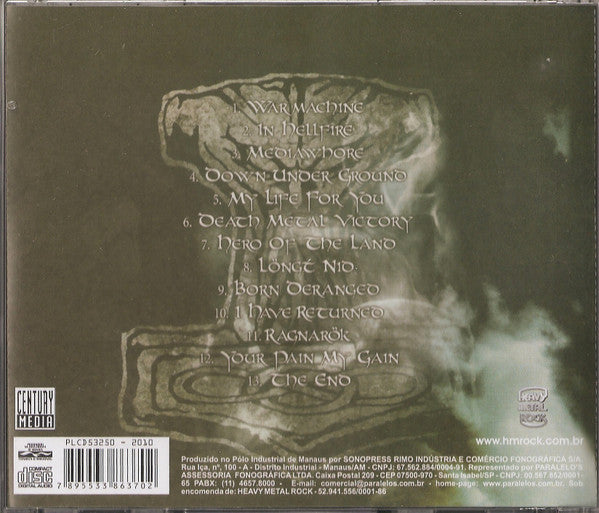 1. War Machine
2. In Hellfire
3. Mediawhore
4. Down Under Ground
5. My Life For You
6. Death Metal Victory
7. Hero Of The Land
8. Löngt Nid
9. Born Deranged
10. I Have Returned
11. Ragnarök
12. Your Pain My Gain
13. The End
CENTURY
MEDIA
HEAVY
METAL
ROCK
www.hmrock.com.br
COMPACT
disc
DIGITAL AUDIO
PLCD53250 - 2010
7 895533 863702
Produzido no Pólo Industrial de Manaus por SONOPRESS RIMO INDÚSTRIA E COMÉRCIO FONOGRÁFICA S/A.
Rua Iça, nº. 100 - A - Distrito Industrial - Manaus/AM - CNPJ: 67.562.884/0004-91. Representado por PARALELO'S
ASSESSORIA FONOGRÁFICA LTDA. Caixa Postal 209 - CEP 07500-970 - Santa Isabel/SP - CNPJ: 00.567.652/0001-
65 PABX: (11) 4657.8000 - E-mail: comercial@paralelos.com.br - home-page: www.paralelos.com.br. Sob
encomenda de: HEAVY METAL ROCK - 52.941.556/0001-86